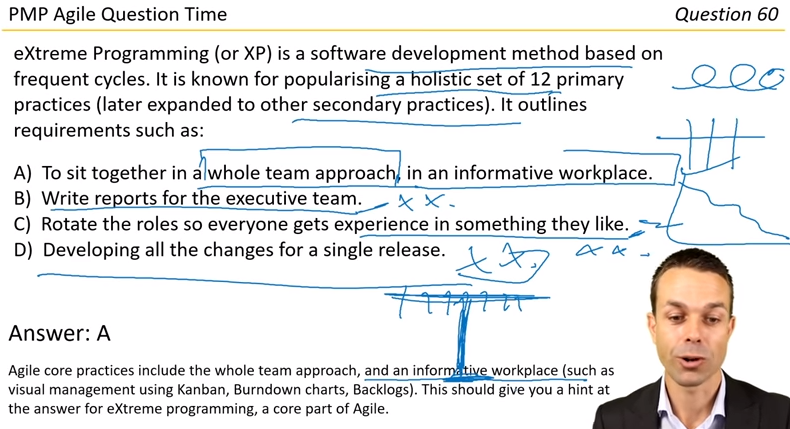 PMP Agile Question Time
Question 60
eXtreme Programming (or XP) is a software development method based on
frequent cycles. It is known for popularising a holistic set of 12 primary
practices (later expanded to other secondary practices). It outlines
requirements such as:
A) To sit together in a whole team approach, in an informative workplace.
B) Write reports for the executive team.
C) Rotate the roles so everyone gets experience in something they like.
D) Developing all the changes for a single release.
Answer: A
Agile core practices include the whole team approach, and an informative workplace (such as
visual management using Kanban, Burndown charts, Backlogs). This should give you a hint at
the answer for eXtreme programming, a core part of Agile.